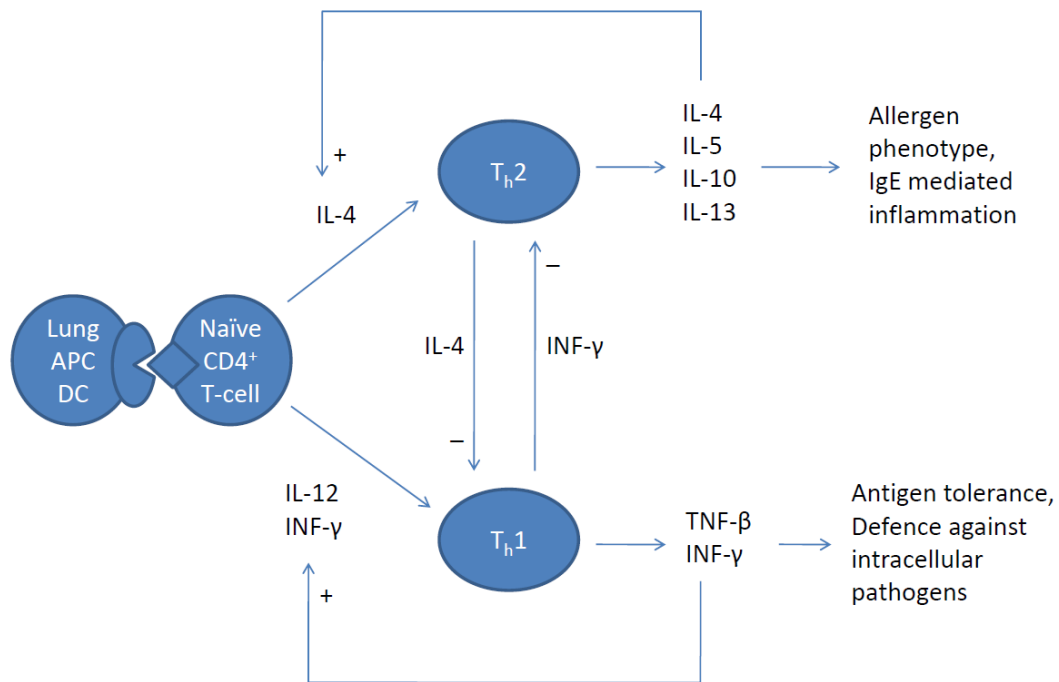 IL-4
IL-5
IL-10
IL-13
Allergen
phenotype,
IgE mediated
inflammation
+
Tₕ2
IL-4
–
Lung
APC
DC
Naïve
CD4⁺
T-cell
IL-4
INF-γ
–
IL-12
INF-γ
Tₕ1
TNF-β
INF-γ
Antigen tolerance,
Defence against
intracellular
pathogens
+